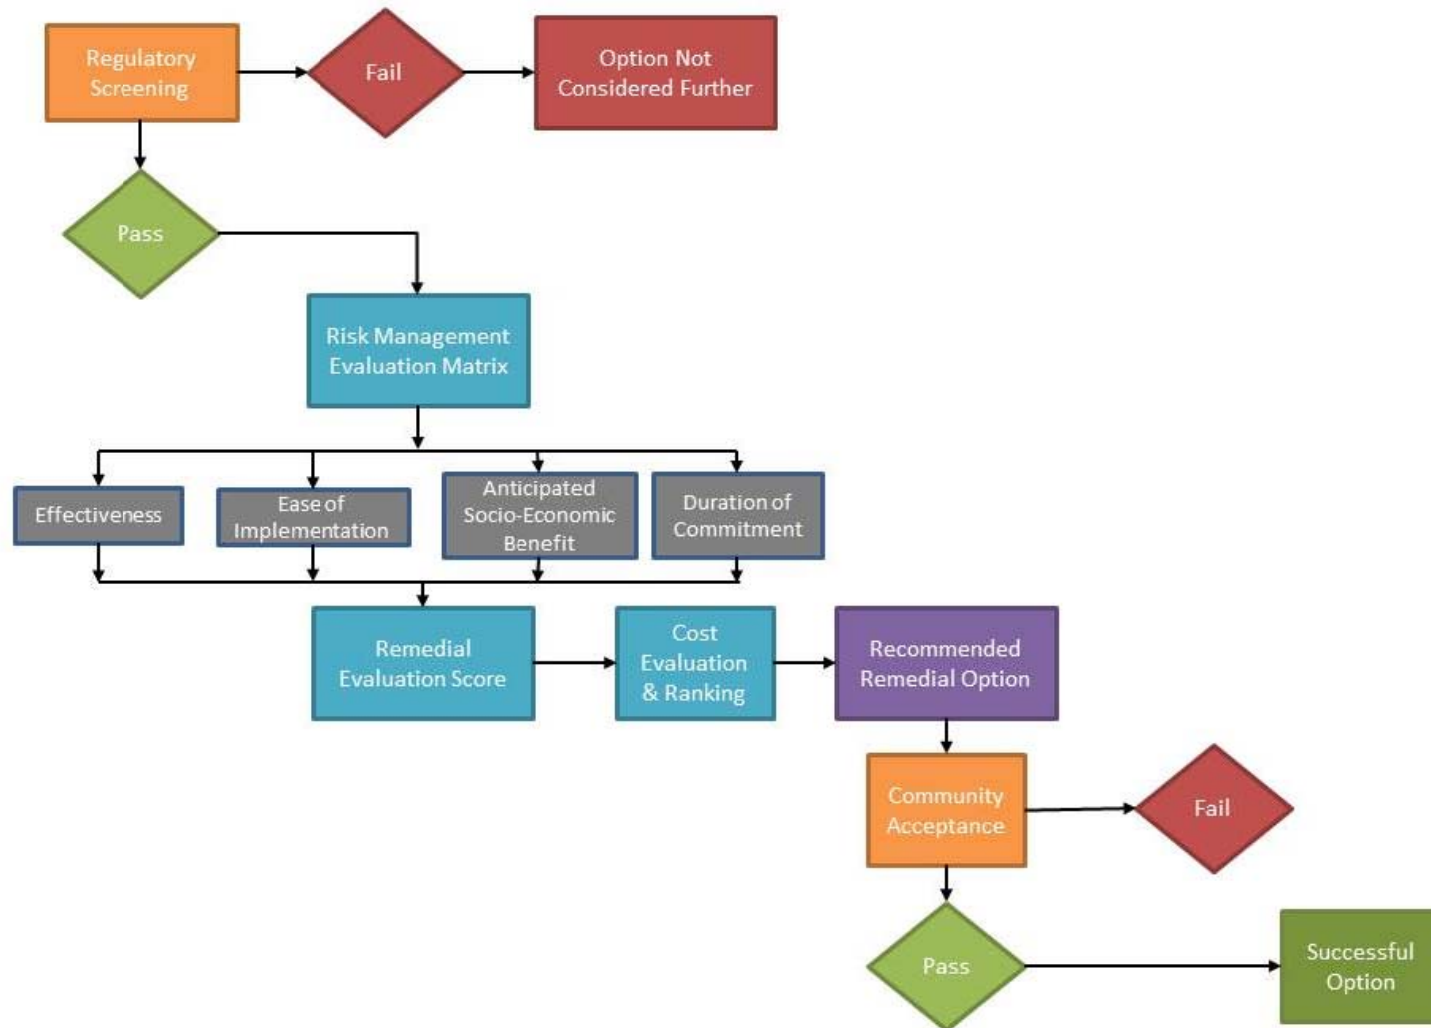 Regulatory
Screening
Fail
Option Not
Considered Further
Pass
Risk Management
Evaluation Matrix
Effectiveness
Ease of
Implementation
Anticipated
Socio-Economic
Benefit
Duration of
Commitment
Remedial
Evaluation Score
Cost
Evaluation
& Ranking
Recommended
Remedial Option
Community
Acceptance
Fail
Pass
Successful
Option